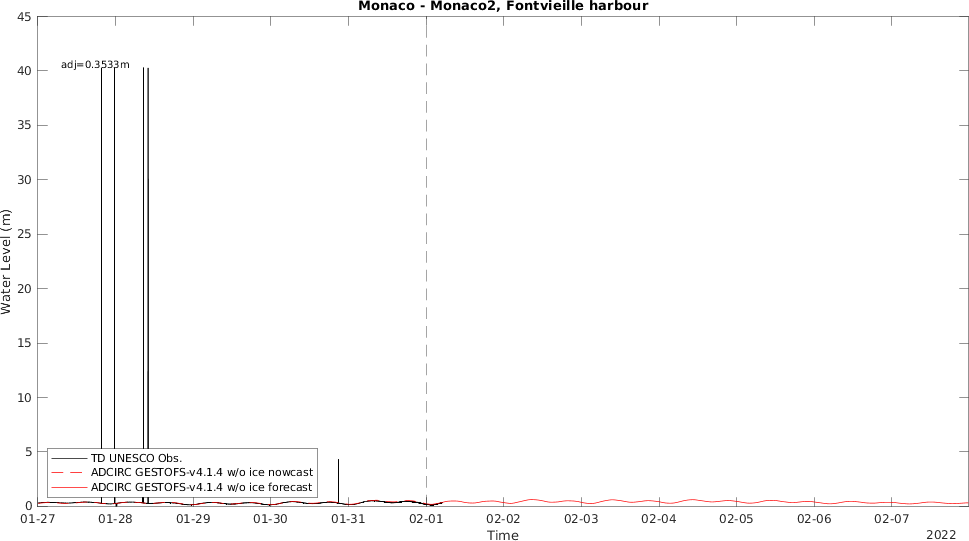 Monaco - Monaco2, Fontvieille harbour
45
40
35
30
25
20
15
10
5
0
Water Level (m)
adj=0.3533m
TD UNESCO Obs.
ADCIRC GESTOFS-v4.1.4 w/o ice nowcast
ADCIRC GESTOFS-v4.1.4 w/o ice forecast
01-27 01-28 01-29 01-30 01-31 02-01 02-02 02-03 02-04 02-05 02-06 02-07
Time
2022